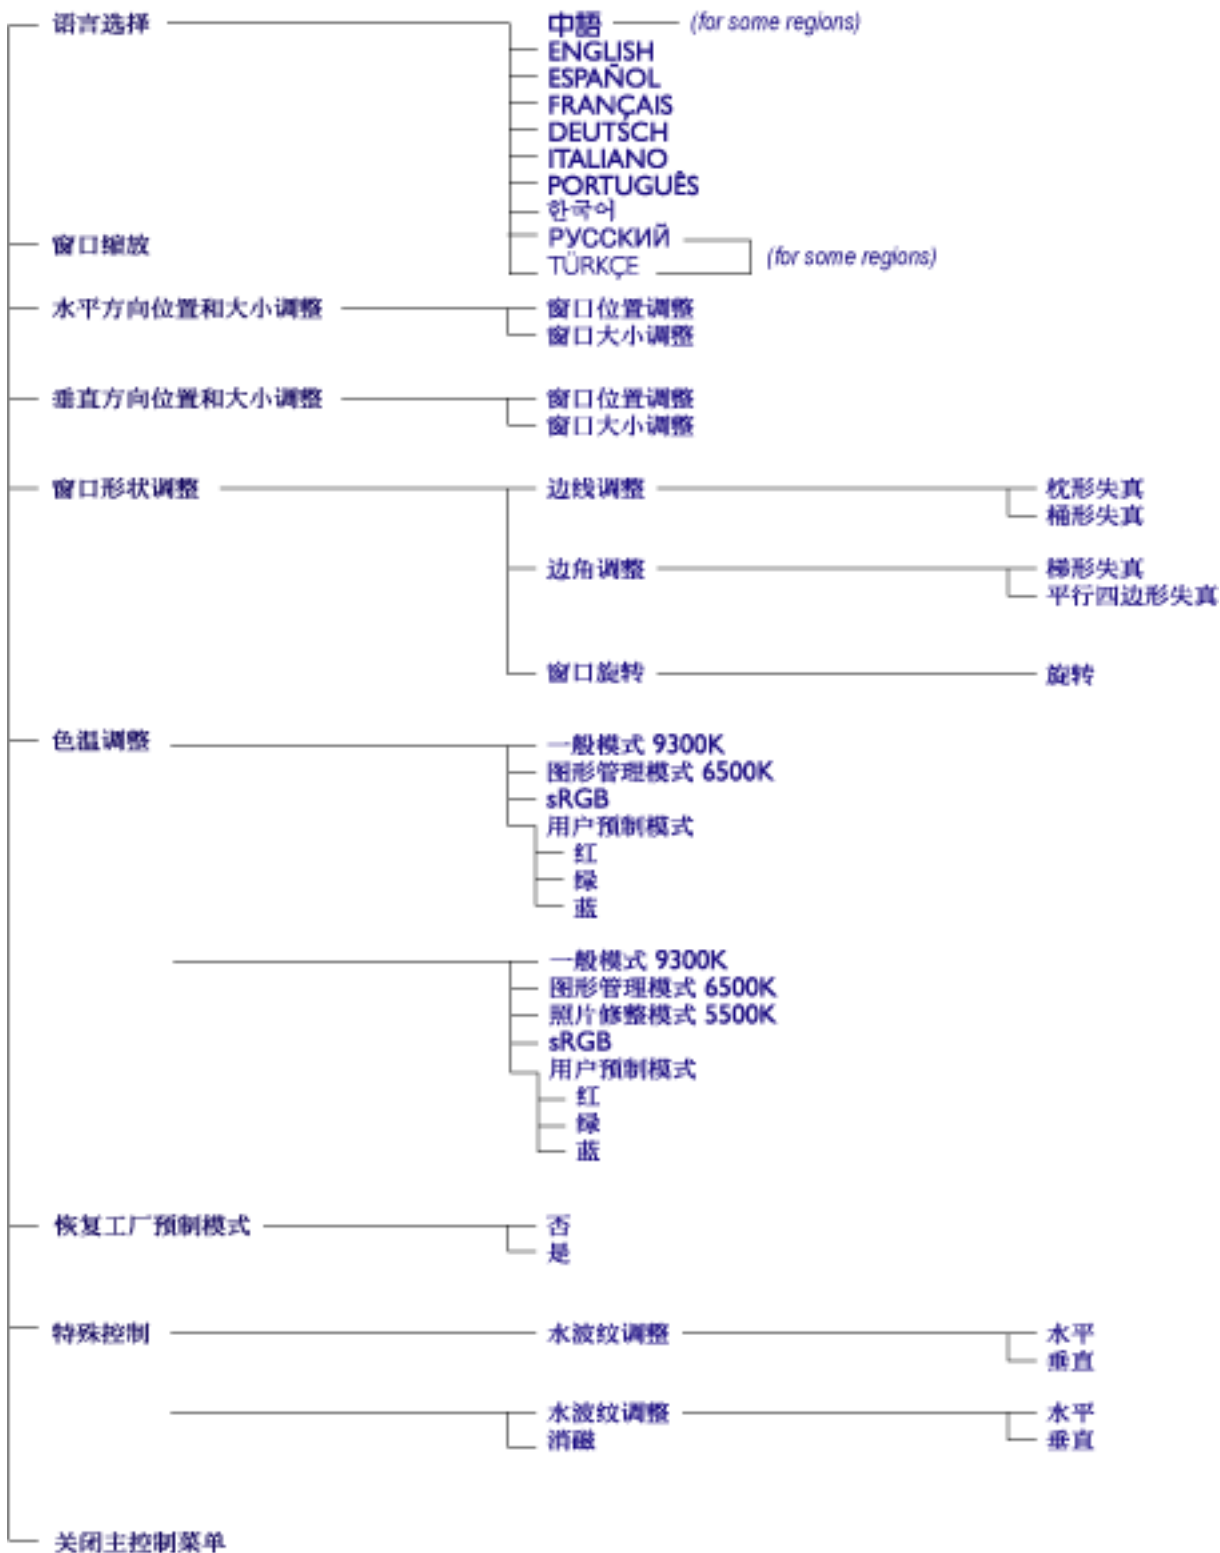 语言选择
中語 (for some regions)
ENGLISH
ESPAÑOL
FRANÇAIS
DEUTSCH
ITALIANO
PORTUGUÊS
한국어
РУССКИЙ
TÜRKÇE
(for some regions)
窗口缩放
水平方向位置和大小调整 窗口位置调整
窗口大小调整
垂直方向位置和大小调整 窗口位置调整
窗口大小调整
窗口形状调整 边线调整 枕形失真
桶形失真
边角调整 梯形失真
平行四边形失真
窗口旋转 旋转
色温调整 一般模式 9300K
图形管理模式 6500K
sRGB
用户预制模式
红
绿
蓝
一般模式 9300K
图形管理模式 6500K
照片修整模式 5500K
sRGB
用户预制模式
红
绿
蓝
恢复工厂预制模式 否
是
特殊控制 水波纹调整 水平
垂直
水波纹调整 水平
消磁 垂直
关闭主控制菜单